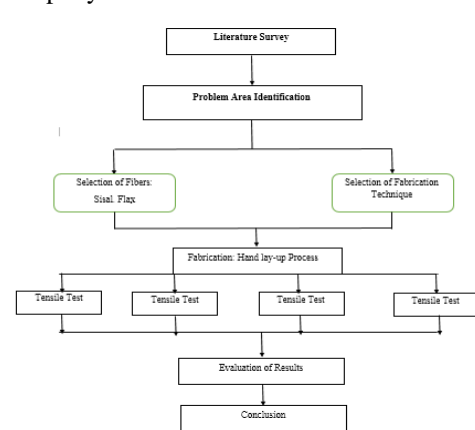 Literature Survey
Problem Area Identification
Selection of Fibers:
Sisal. Flax
Selection of Fabrication
Technique
Fabrication: Hand lay-up Process
Tensile Test
Tensile Test
Tensile Test
Tensile Test
Evaluation of Results
Conclusion